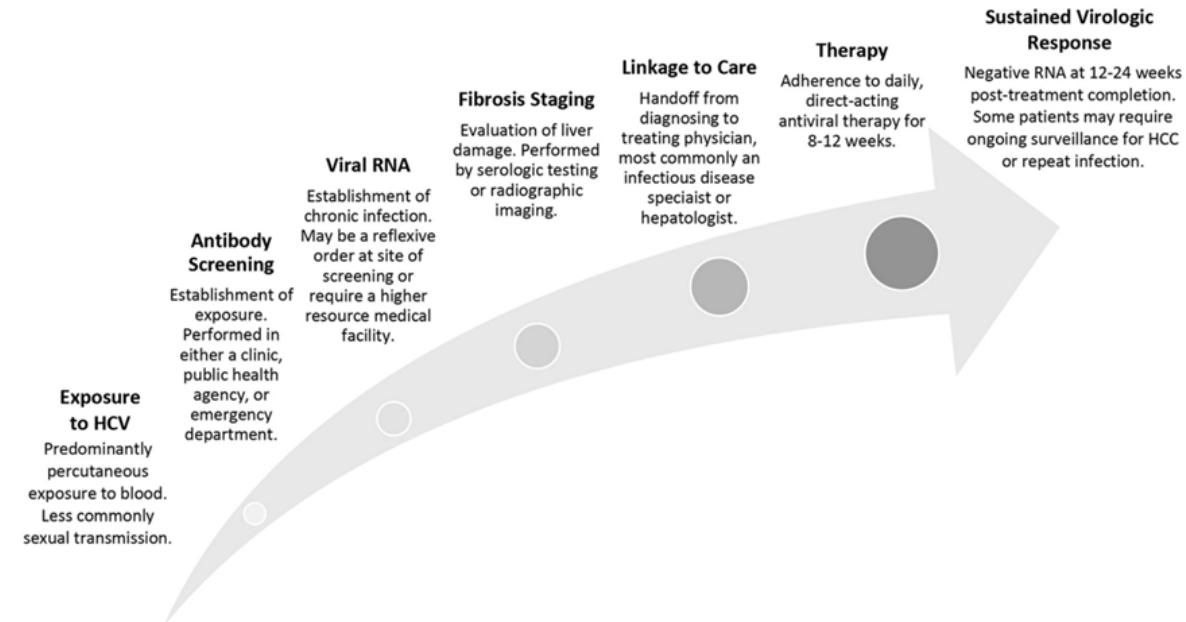 Exposure
to HCV
Predominantly
percutaneous
exposure to blood.
Less commonly
sexual transmission.
Antibody
Screening
Establishment of
exposure.
Performed in
either a clinic,
public health
agency, or
emergency
department.
Viral RNA
Establishment of
chronic infection.
May be a reflexive
order at site of
screening or
require a higher
resource medical
facility.
Fibrosis Staging
Evaluation of liver
damage. Performed
by serologic testing
or radiographic
imaging.
Linkage to Care
Handoff from
diagnosing to
treating physician,
most commonly an
infectious disease
speciaist or
hepatologist.
Therapy
Adherence to daily,
direct-acting
antiviral therapy for
8-12 weeks.
Sustained Virologic
Response
Negative RNA at 12-24 weeks
post-treatment completion.
Some patients may require
ongoing surveillance for HCC
or repeat infection.